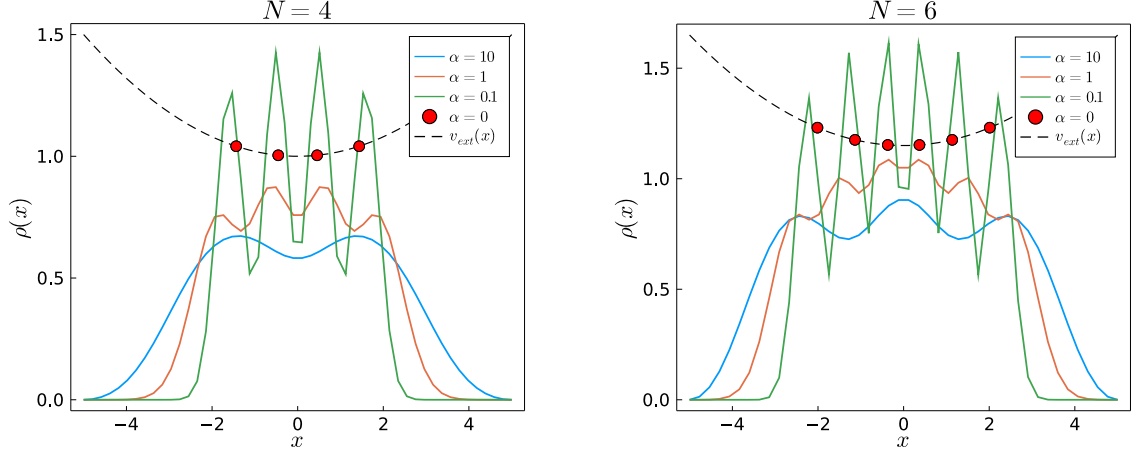 N = 4
1.5
1.0
0.5
0.0
ρ(x)
−4
−2
0
2
4
x
α = 10
α = 1
α = 0.1
α = 0
v_ext(x)
N = 6
1.5
1.0
0.5
0.0
ρ(x)
−4
−2
0
2
4
x
α = 10
α = 1
α = 0.1
α = 0
v_ext(x)